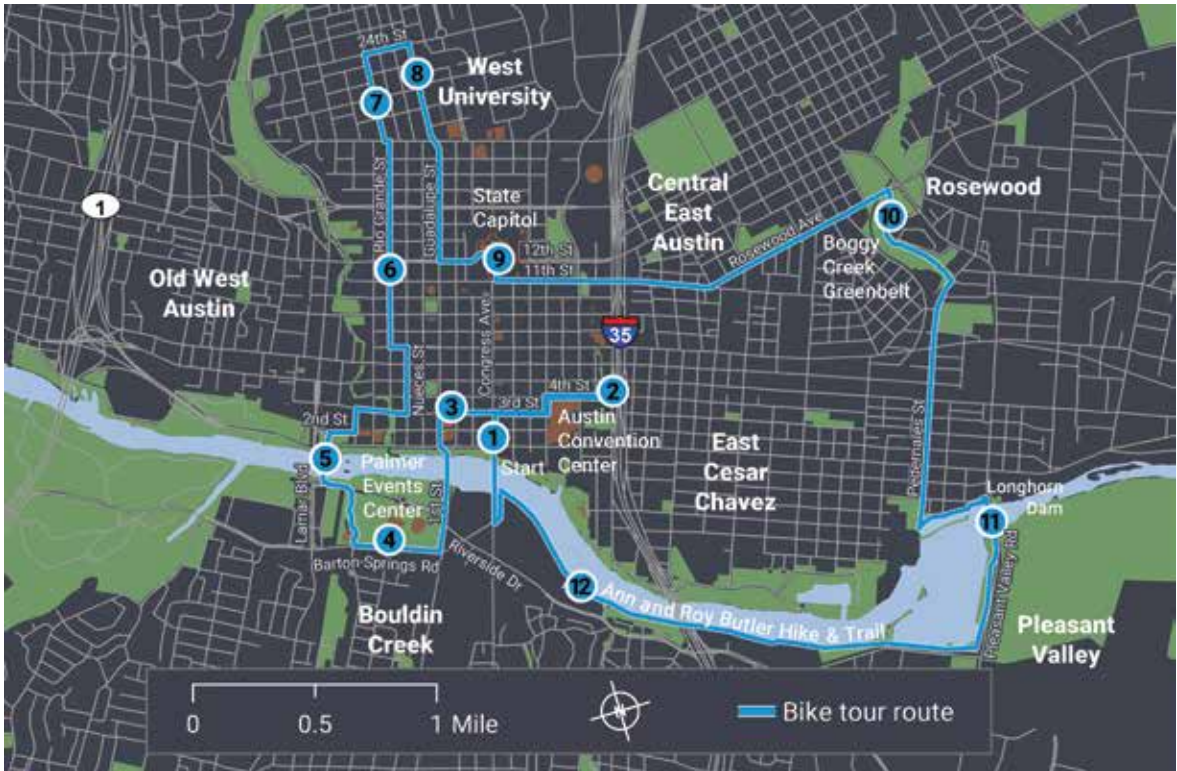 24th St
8
West
University
7
1
Rio Grande St
Guadalupe St
State
Capitol
Central
East
Austin
Rosewood
10
Rosewood Ave
12th St
9
11th St
6
Boggy
Creek
Greenbelt
Old West
Austin
35
Congress Ave
Nueces St
4th St
2
3
3rd St
2nd St
1
Start
Austin
Convention
Center
East
Cesar
Chavez
Pedernales St
5
Palmer
Events
Center
Lamar Blvd
1st St
4
Barton Springs Rd
Riverside Dr
Longhorn
Dam
11
Pleasant Valley Rd
12
Ann and Roy Butler Hike & Trail
Bouldin
Creek
Pleasant
Valley
0 0.5 1 Mile
N
Bike tour route